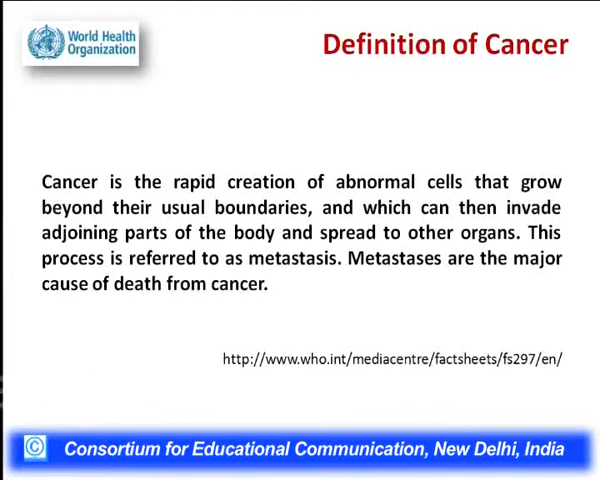 World Health
Organization
Definition of Cancer
Cancer is the rapid creation of abnormal cells that grow
beyond their usual boundaries, and which can then invade
adjoining parts of the body and spread to other organs. This
process is referred to as metastasis. Metastases are the major
cause of death from cancer.
http://www.who.int/mediacentre/factsheets/fs297/en/
© Consortium for Educational Communication, New Delhi, India